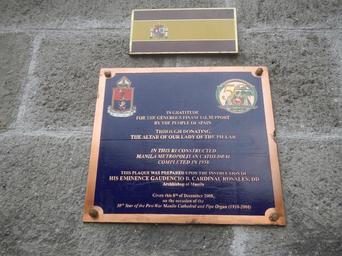 IN GRATITUDE
FOR THE GENEROUS FINANCIAL SUPPORT
BY THE PEOPLE OF SPAIN
THROUGH DONATING
THE ALTAR OF OUR LADY OF THE PILLAR
IN THIS RECONSTRUCTED
MANILA METROPOLITAN CATHEDRAL
COMPLETED IN 1958
THIS PLAQUE WAS PREPARED UPON THE INSTRUCTION OF
HIS EMINENCE GAUDENCIO B. CARDINAL ROSALES, DD
Archbishop of Manila
Given this 8th of December 2008,
on the occasion of the
50th Year of the Post-War Manila Cathedral and Pipe Organ (1958-2008)